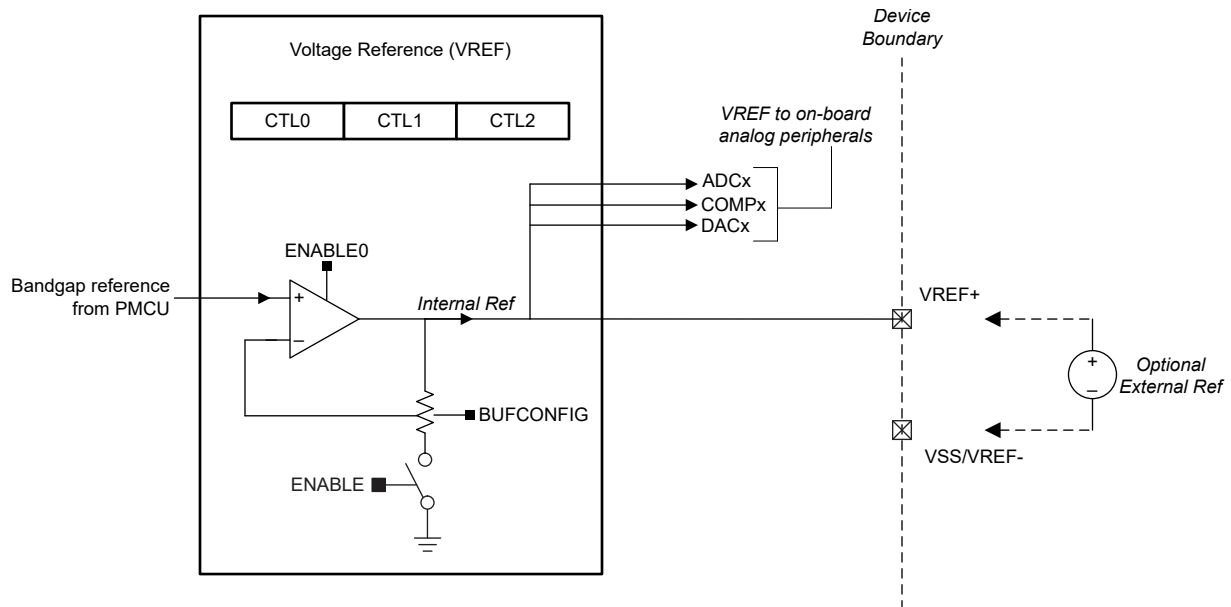 Device
Boundary
Voltage Reference (VREF)
CTL0 CTL1 CTL2
VREF to on-board
analog peripherals
ADCx
COMPx
DACx
ENABLE0
Bandgap reference
from PMCU
+
−
Internal Ref
VREF+
+
−
Optional
External Ref
BUFCONFIG
VSS/VREF-
ENABLE